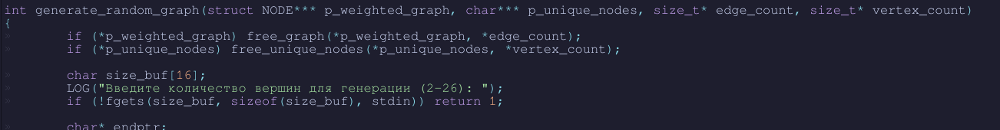 int generate_random_graph(struct NODE*** p_weighted_graph, char*** p_unique_nodes, size_t* edge_count, size_t* vertex_count)
{
» if (*p_weighted_graph) free_graph(*p_weighted_graph, *edge_count);
» if (*p_unique_nodes) free_unique_nodes(*p_unique_nodes, *vertex_count);
» char size_buf[16];
» LOG("Введите количество вершин для генерации (2-26): ");
» if (!fgets(size_buf, sizeof(size_buf), stdin)) return 1;
» char* endptr;